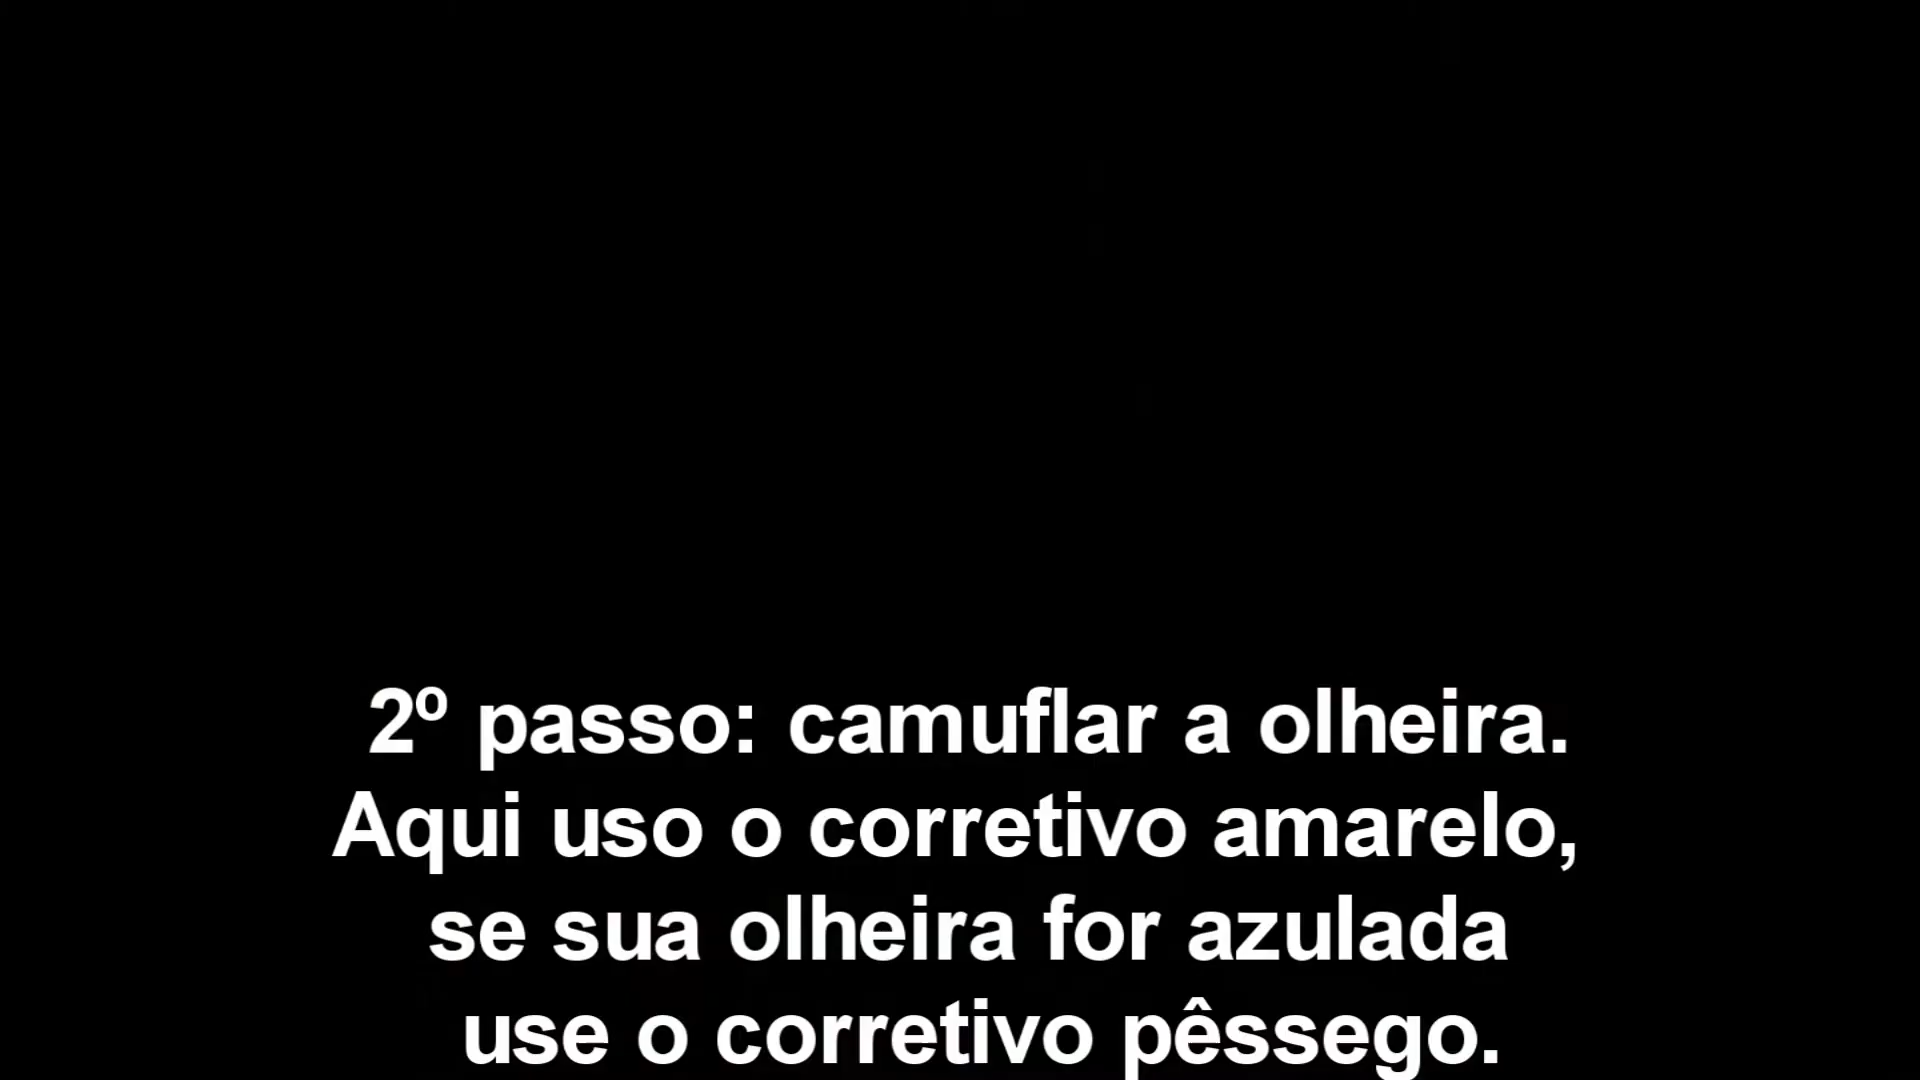 2º passo: camuflar a olheira.
Aqui uso o corretivo amarelo,
se sua olheira for azulada
use o corretivo pêssego.